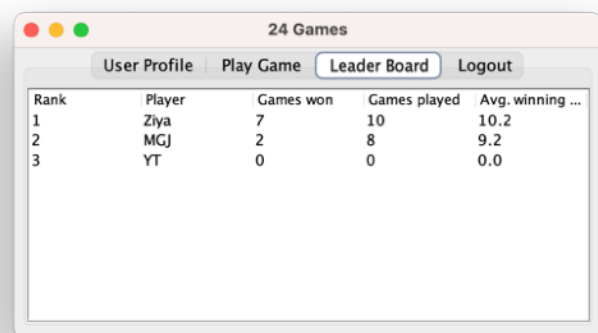 24 Games
User Profile Play Game Leader Board Logout
Rank Player Games won Games played Avg. winning ...
1 Ziya 7 10 10.2
2 MGJ 2 8 9.2
3 YT 0 0 0.0